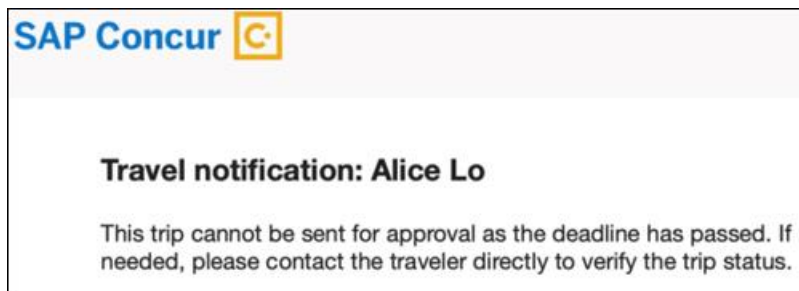 SAP Concur C.
Travel notification: Alice Lo
This trip cannot be sent for approval as the deadline has passed. If
needed, please contact the traveler directly to verify the trip status.